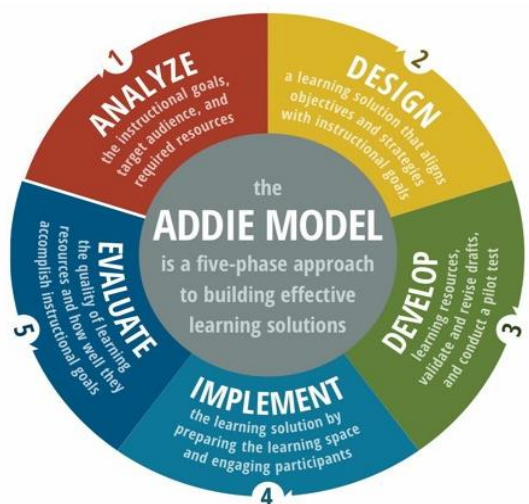 the
ADDIE MODEL
is a five-phase approach
to building effective
learning solutions
1
ANALYZE
the instructional goals,
target audience, and
required resources
2
DESIGN
a learning solution that aligns
objectives and strategies
with instructional goals
3
DEVELOP
learning resources,
validate and revise drafts,
and conduct a pilot test
4
IMPLEMENT
the learning solution by
preparing the learning space
and engaging participants
5
EVALUATE
the quality of learning
resources and how well they
accomplish instructional goals